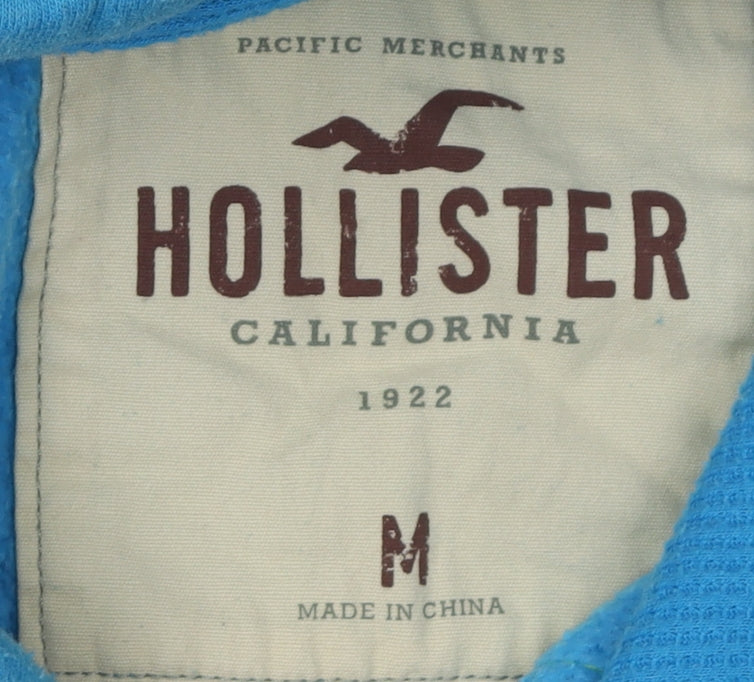 PACIFIC MERCHANTS
HOLLISTER
CALIFORNIA
1922
M
MADE IN CHINA